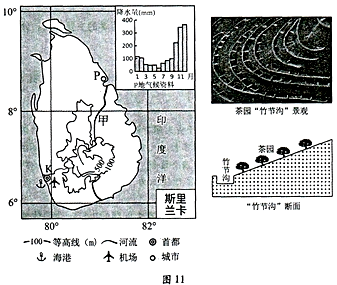 10°
降水量(mm)
400
300
200
100
0
1 3 5 7 9 11 月
P地气候资料
P
8°
甲
印
度
洋
100
K
斯里
兰卡
6°
80°
82°
茶园“竹节沟”景观
茶园
竹节沟
“竹节沟”断面
—100—等高线(m)
河流
首都
海港
机场
城市
图 11